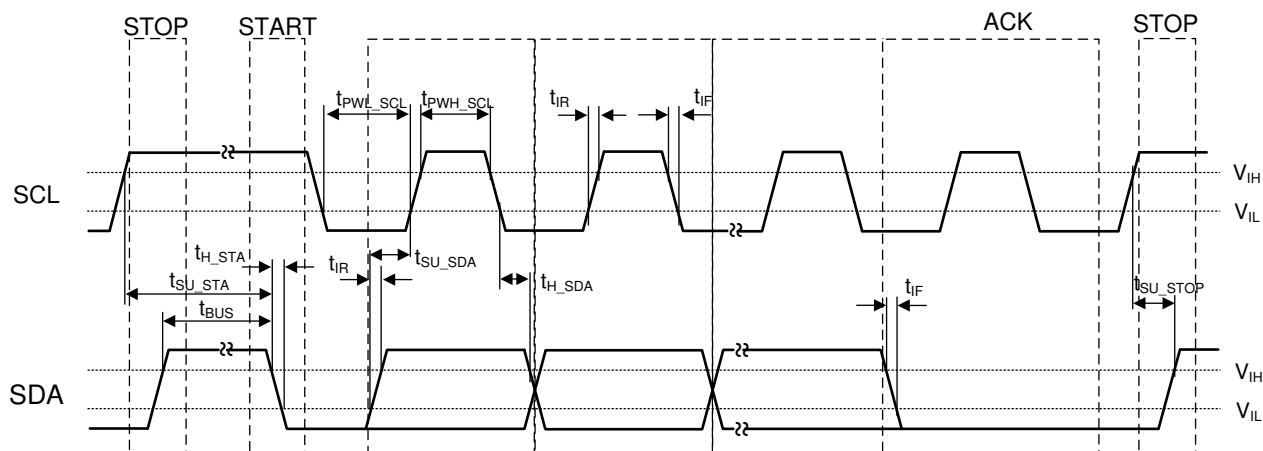 STOP START ACK STOP
tPWL_SCL tPWH_SCL tIR tIF
SCL VIH
VIL
tH_STA tIR tSU_SDA
tSU_STA tH_SDA tIF tSU_STOP
tBUS
SDA VIH
VIL